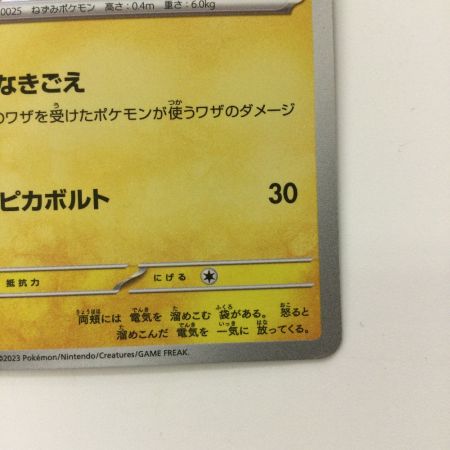 0025 ねずみポケモン 高さ：0.4m 重さ：6.0kg
なきごえ
のワザを受けたポケモンが使うワザのダメージ
ピカボルト 30
抵抗力 にげる
両頬には 電気を 溜めこむ 袋がある。 怒ると
溜めこんだ 電気を 一気に 放ってくる。
©2023 Pokémon/Nintendo/Creatures/GAME FREAK.